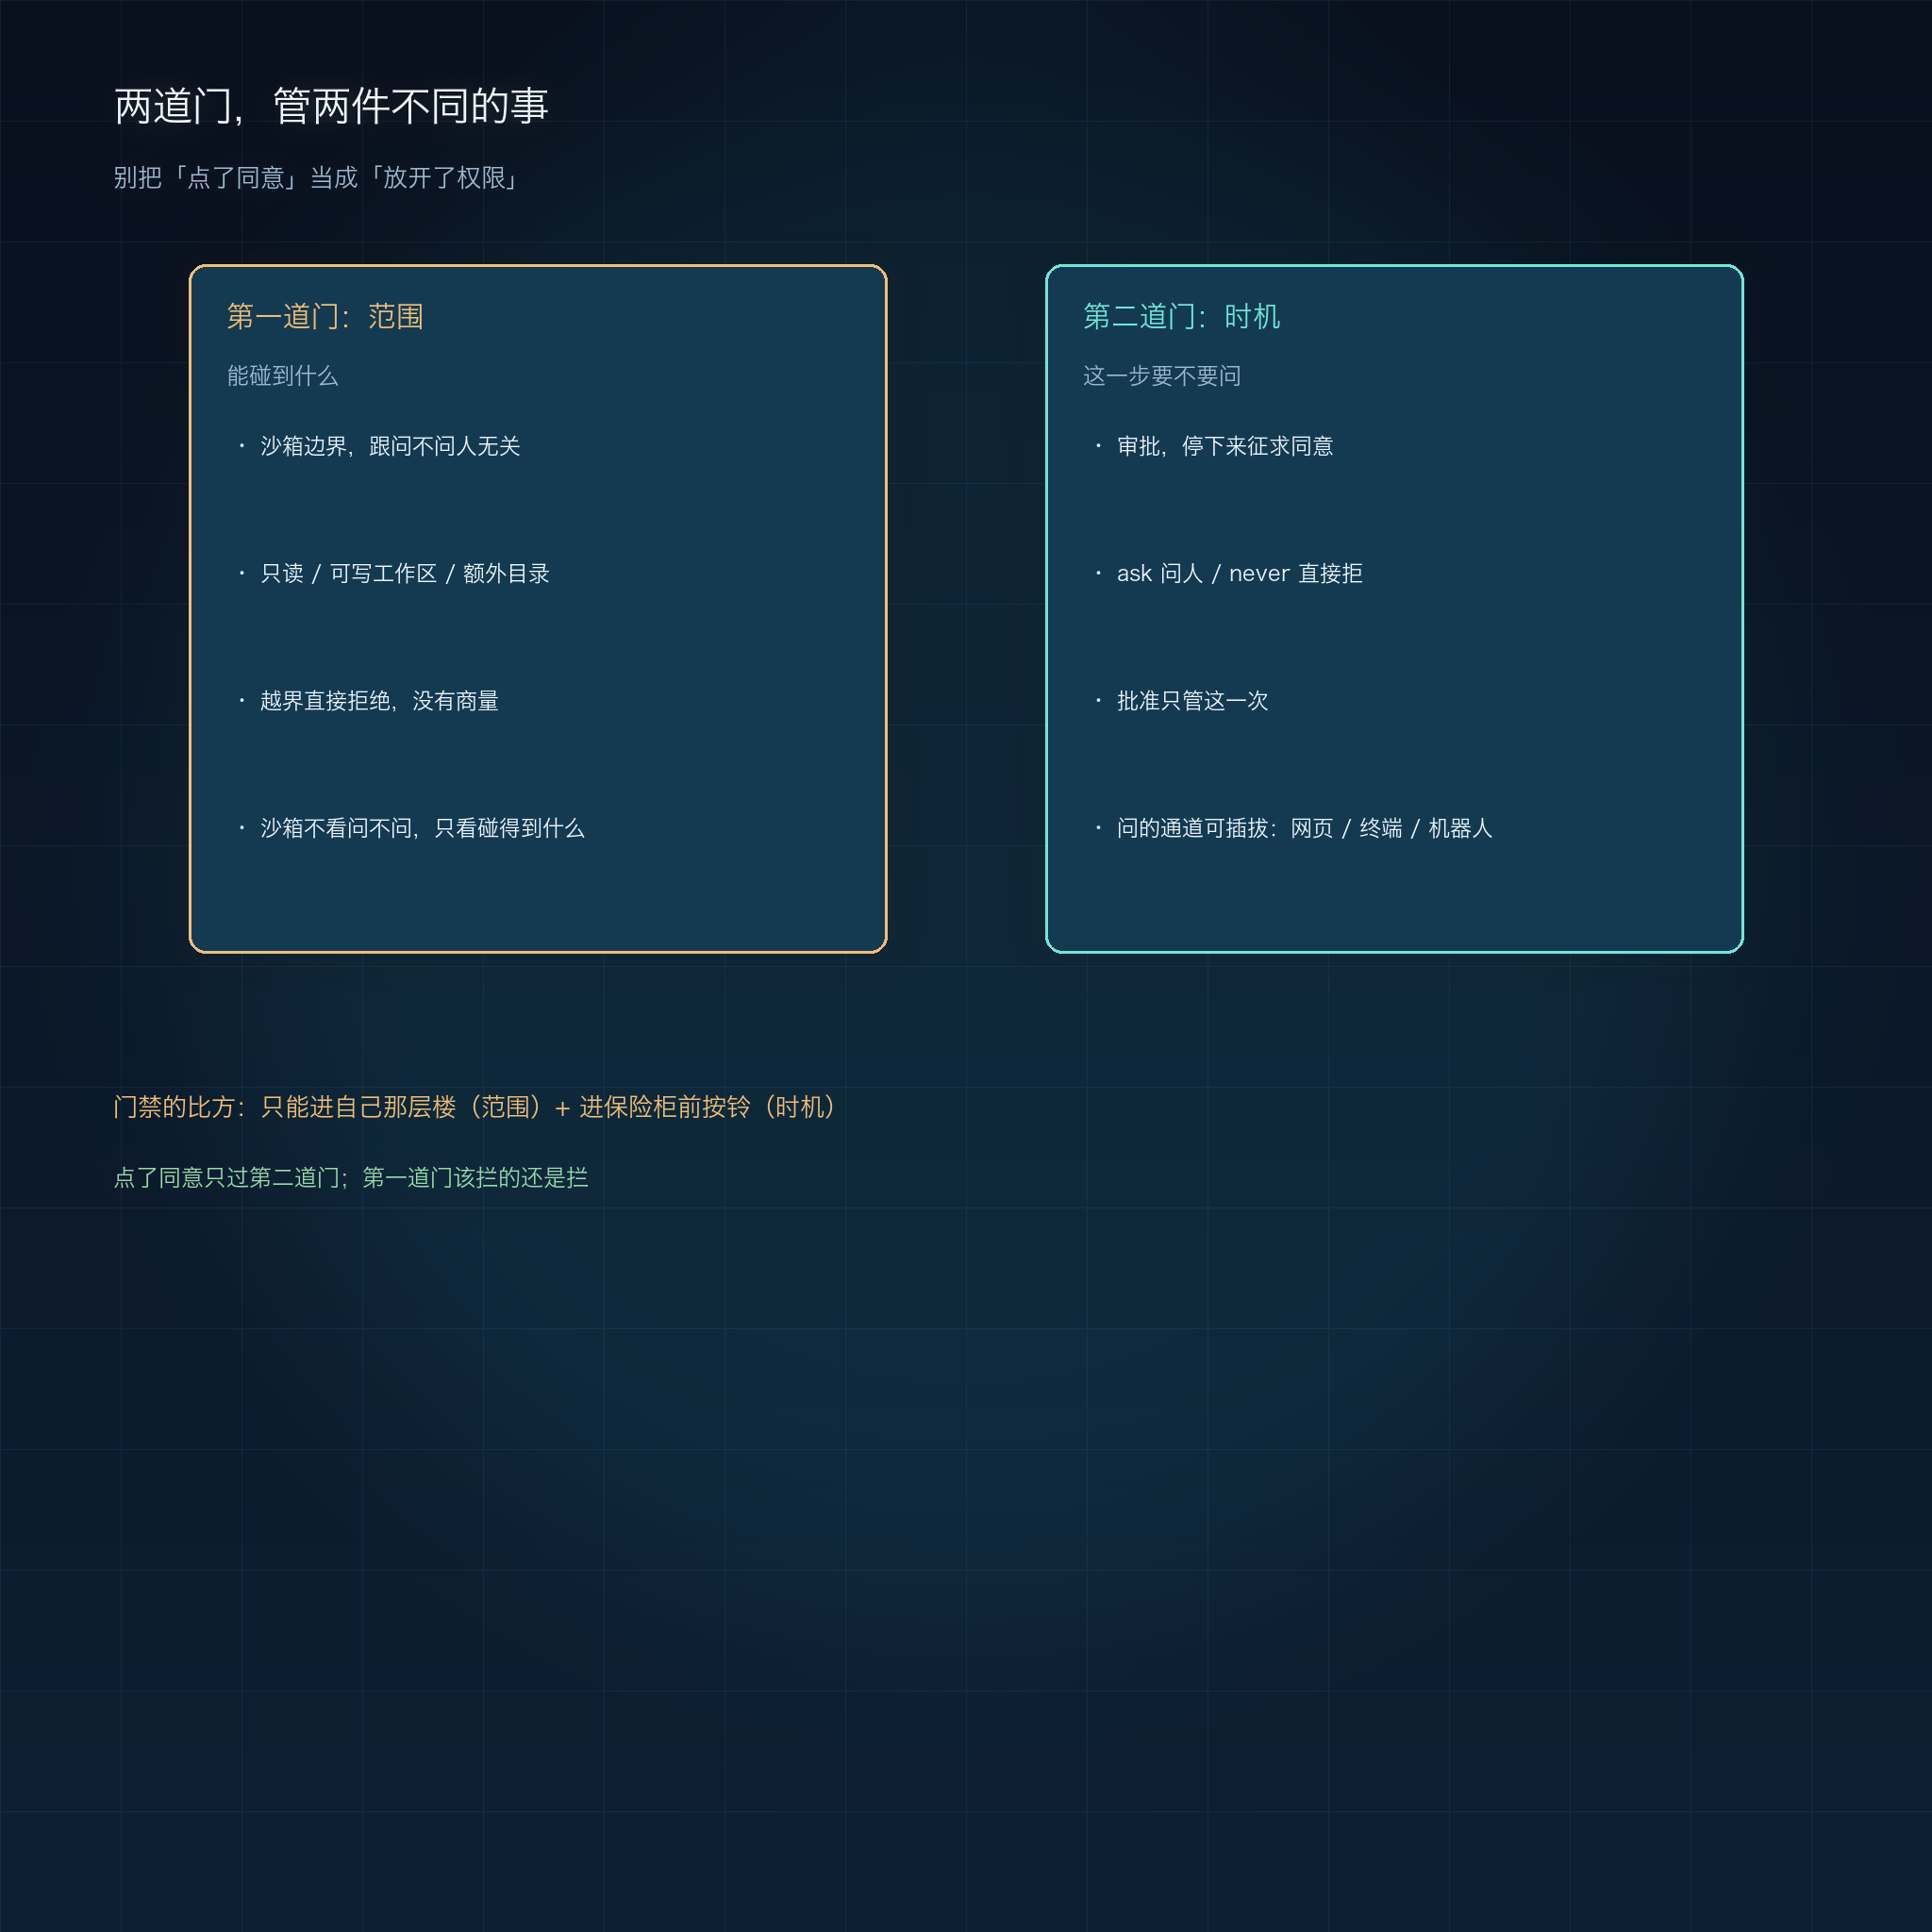 两道门，管两件不同的事
别把「点了同意」当成「放开了权限」
第一道门：范围
能碰到什么
· 沙箱边界，跟问不问人无关
· 只读 / 可写工作区 / 额外目录
· 越界直接拒绝，没有商量
· 沙箱不看问不问，只看碰得到什么
第二道门：时机
这一步要不要问
· 审批，停下来征求同意
· ask 问人 / never 直接拒
· 批准只管这一次
· 问的通道可插拔：网页 / 终端 / 机器人
门禁的比方：只能进自己那层楼（范围）+ 进保险柜前按铃（时机）
点了同意只过第二道门；第一道门该拦的还是拦